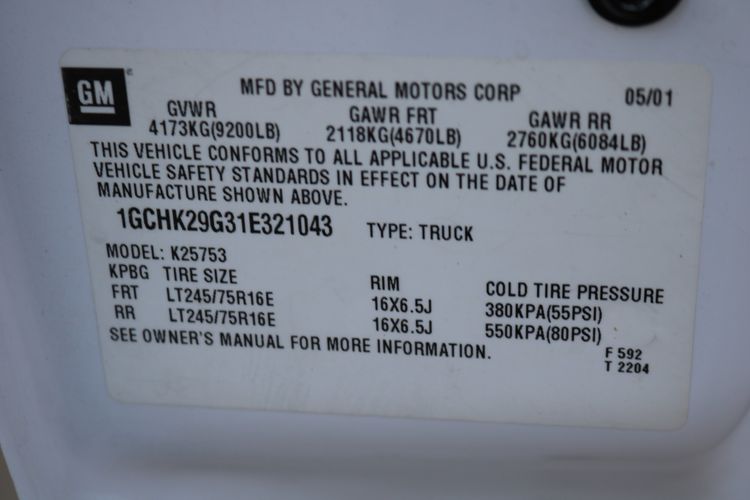 GM
MFD BY GENERAL MOTORS CORP 05/01
GVWR GAWR FRT GAWR RR
4173KG(9200LB) 2118KG(4670LB) 2760KG(6084LB)
THIS VEHICLE CONFORMS TO ALL APPLICABLE U.S. FEDERAL MOTOR
VEHICLE SAFETY STANDARDS IN EFFECT ON THE DATE OF
MANUFACTURE SHOWN ABOVE.
1GCHK29G31E321043 TYPE: TRUCK
MODEL: K25753
KPBG TIRE SIZE RIM COLD TIRE PRESSURE
FRT LT245/75R16E 16X6.5J 380KPA(55PSI)
RR LT245/75R16E 16X6.5J 550KPA(80PSI)
SEE OWNER'S MANUAL FOR MORE INFORMATION.
F 592
T 2204